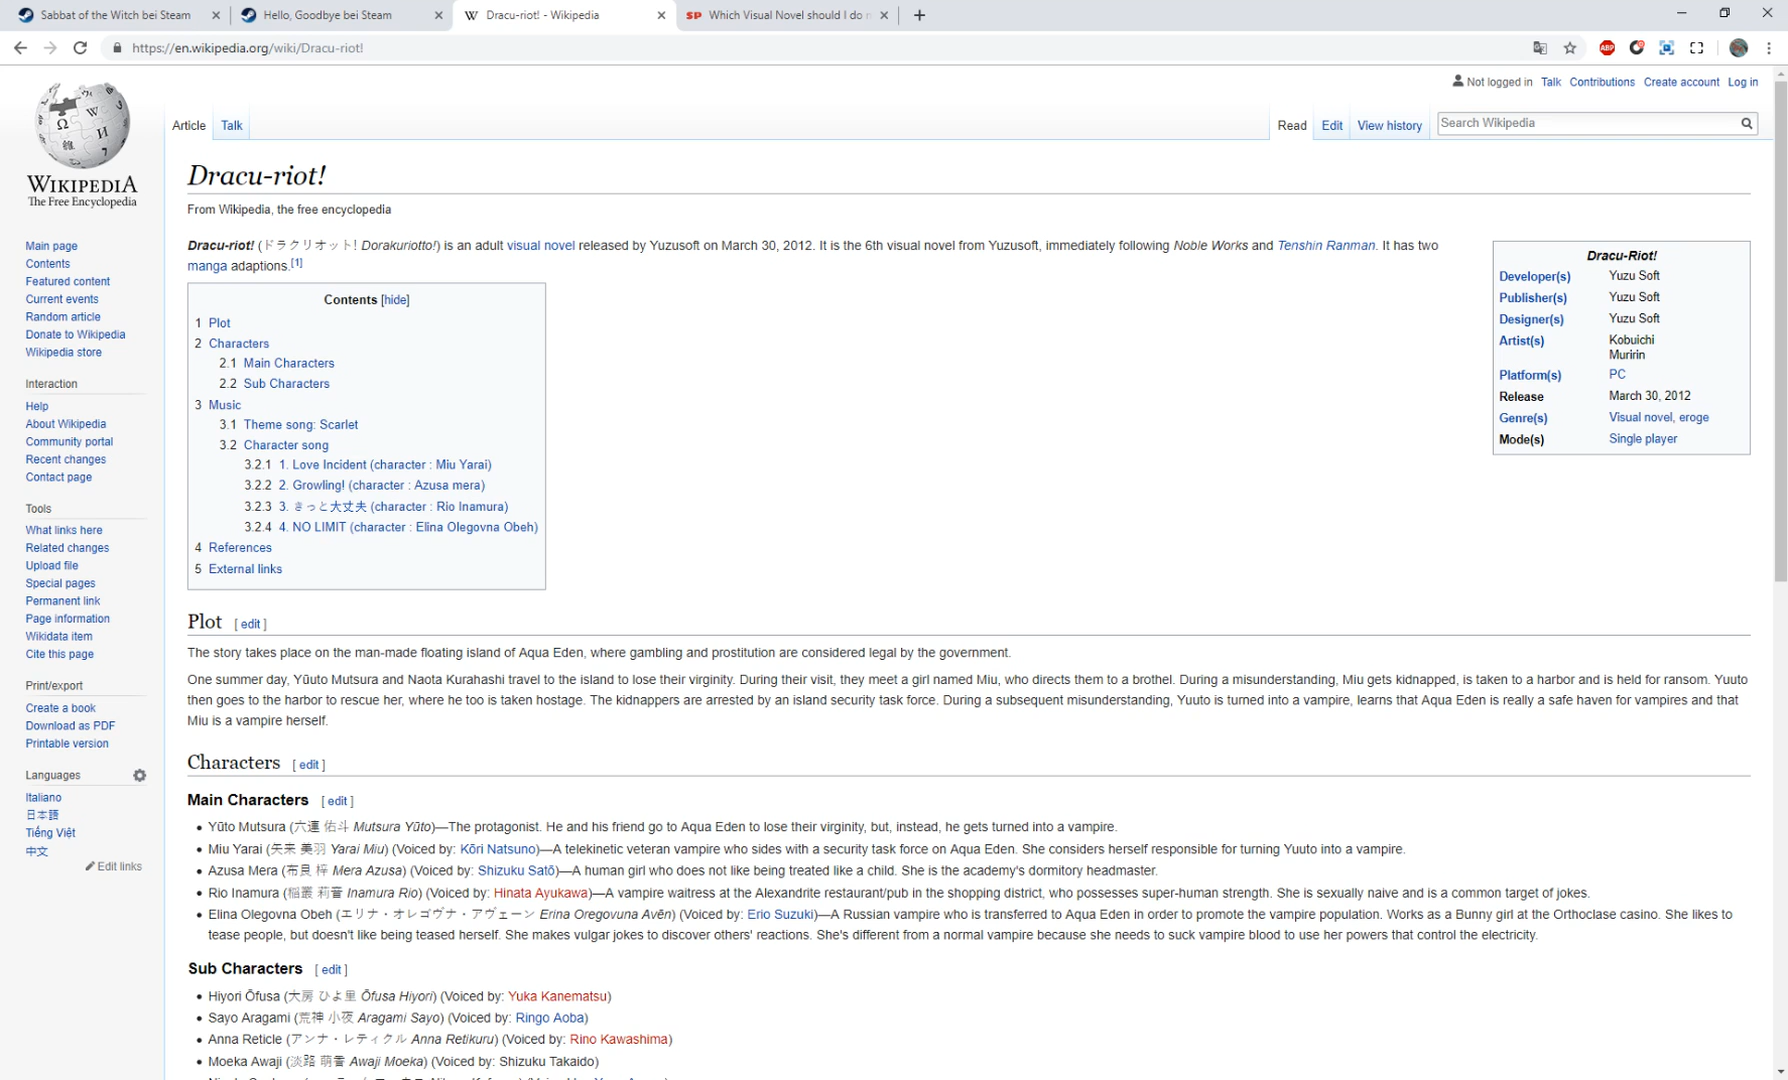 Sabbat of the Witch bei Steam
Hello, Goodbye bei Steam
Dracu-riot! - Wikipedia
Which Visual Novel should I do n
https://en.wikipedia.org/wiki/Dracu-riot!
Not logged in Talk Contributions Create account Log in
Article Talk
Read Edit View history
Search Wikipedia
WIKIPEDIA
The Free Encyclopedia
Main page
Contents
Featured content
Current events
Random article
Donate to Wikipedia
Wikipedia store
Interaction
Help
About Wikipedia
Community portal
Recent changes
Contact page
Tools
What links here
Related changes
Upload file
Special pages
Permanent link
Page information
Wikidata item
Cite this page
Print/export
Create a book
Download as PDF
Printable version
Languages
Italiano
日本語
Tiếng Việt
中文
Edit links
Dracu-riot!
From Wikipedia, the free encyclopedia
Dracu-riot! (ドラクリオット! Dorakuriotto!) is an adult visual novel released by Yuzusoft on March 30, 2012. It is the 6th visual novel from Yuzusoft, immediately following Noble Works and Tenshin Ranman. It has two
manga adaptions.[1]
Dracu-Riot!
Developer(s) Yuzu Soft
Publisher(s) Yuzu Soft
Designer(s) Yuzu Soft
Artist(s) Kobuichi
Muririn
Platform(s) PC
Release March 30, 2012
Genre(s) Visual novel, eroge
Mode(s) Single player
Contents [hide]
1 Plot
2 Characters
2.1 Main Characters
2.2 Sub Characters
3 Music
3.1 Theme song: Scarlet
3.2 Character song
3.2.1 1. Love Incident (character : Miu Yarai)
3.2.2 2. Growling! (character : Azusa mera)
3.2.3 3. きっと大丈夫 (character : Rio Inamura)
3.2.4 4. NO LIMIT (character : Elina Olegovna Obeh)
4 References
5 External links
Plot [ edit ]
The story takes place on the man-made floating island of Aqua Eden, where gambling and prostitution are considered legal by the government.
One summer day, Yūuto Mutsura and Naota Kurahashi travel to the island to lose their virginity. During their visit, they meet a girl named Miu, who directs them to a brothel. During a misunderstanding, Miu gets kidnapped, is taken to a harbor and is held for ransom. Yuuto
then goes to the harbor to rescue her, where he too is taken hostage. The kidnappers are arrested by an island security task force. During a subsequent misunderstanding, Yuuto is turned into a vampire, learns that Aqua Eden is really a safe haven for vampires and that
Miu is a vampire herself.
Characters [ edit ]
Main Characters [ edit ]
Yūto Mutsura (六連 佑斗 Mutsura Yūto)—The protagonist. He and his friend go to Aqua Eden to lose their virginity, but, instead, he gets turned into a vampire.
Miu Yarai (矢来 美羽 Yarai Miu) (Voiced by: Kōri Natsuno)—A telekinetic veteran vampire who sides with a security task force on Aqua Eden. She considers herself responsible for turning Yuuto into a vampire.
Azusa Mera (布良 梓 Mera Azusa) (Voiced by: Shizuku Satō)—A human girl who does not like being treated like a child. She is the academy's dormitory headmaster.
Rio Inamura (稲叢 莉音 Inamura Rio) (Voiced by: Hinata Ayukawa)—A vampire waitress at the Alexandrite restaurant/pub in the shopping district, who possesses super-human strength. She is sexually naive and is a common target of jokes.
Elina Olegovna Obeh (エリナ・オレゴヴナ・アヴェーン Erina Oregovuna Avēn) (Voiced by: Erio Suzuki)—A Russian vampire who is transferred to Aqua Eden in order to promote the vampire population. Works as a Bunny girl at the Orthoclase casino. She likes to
tease people, but doesn't like being teased herself. She makes vulgar jokes to discover others' reactions. She's different from a normal vampire because she needs to suck vampire blood to use her powers that control the electricity.
Sub Characters [ edit ]
Hiyori Ōfusa (大房 ひよ里 Ōfusa Hiyori) (Voiced by: Yuka Kanematsu)
Sayo Aragami (荒神 小夜 Aragami Sayo) (Voiced by: Ringo Aoba)
Anna Reticle (アンナ・レティクル Anna Retikuru) (Voiced by: Rino Kawashima)
Moeka Awaji (淡路 萌香 Awaji Moeka) (Voiced by: Shizuku Takaido)